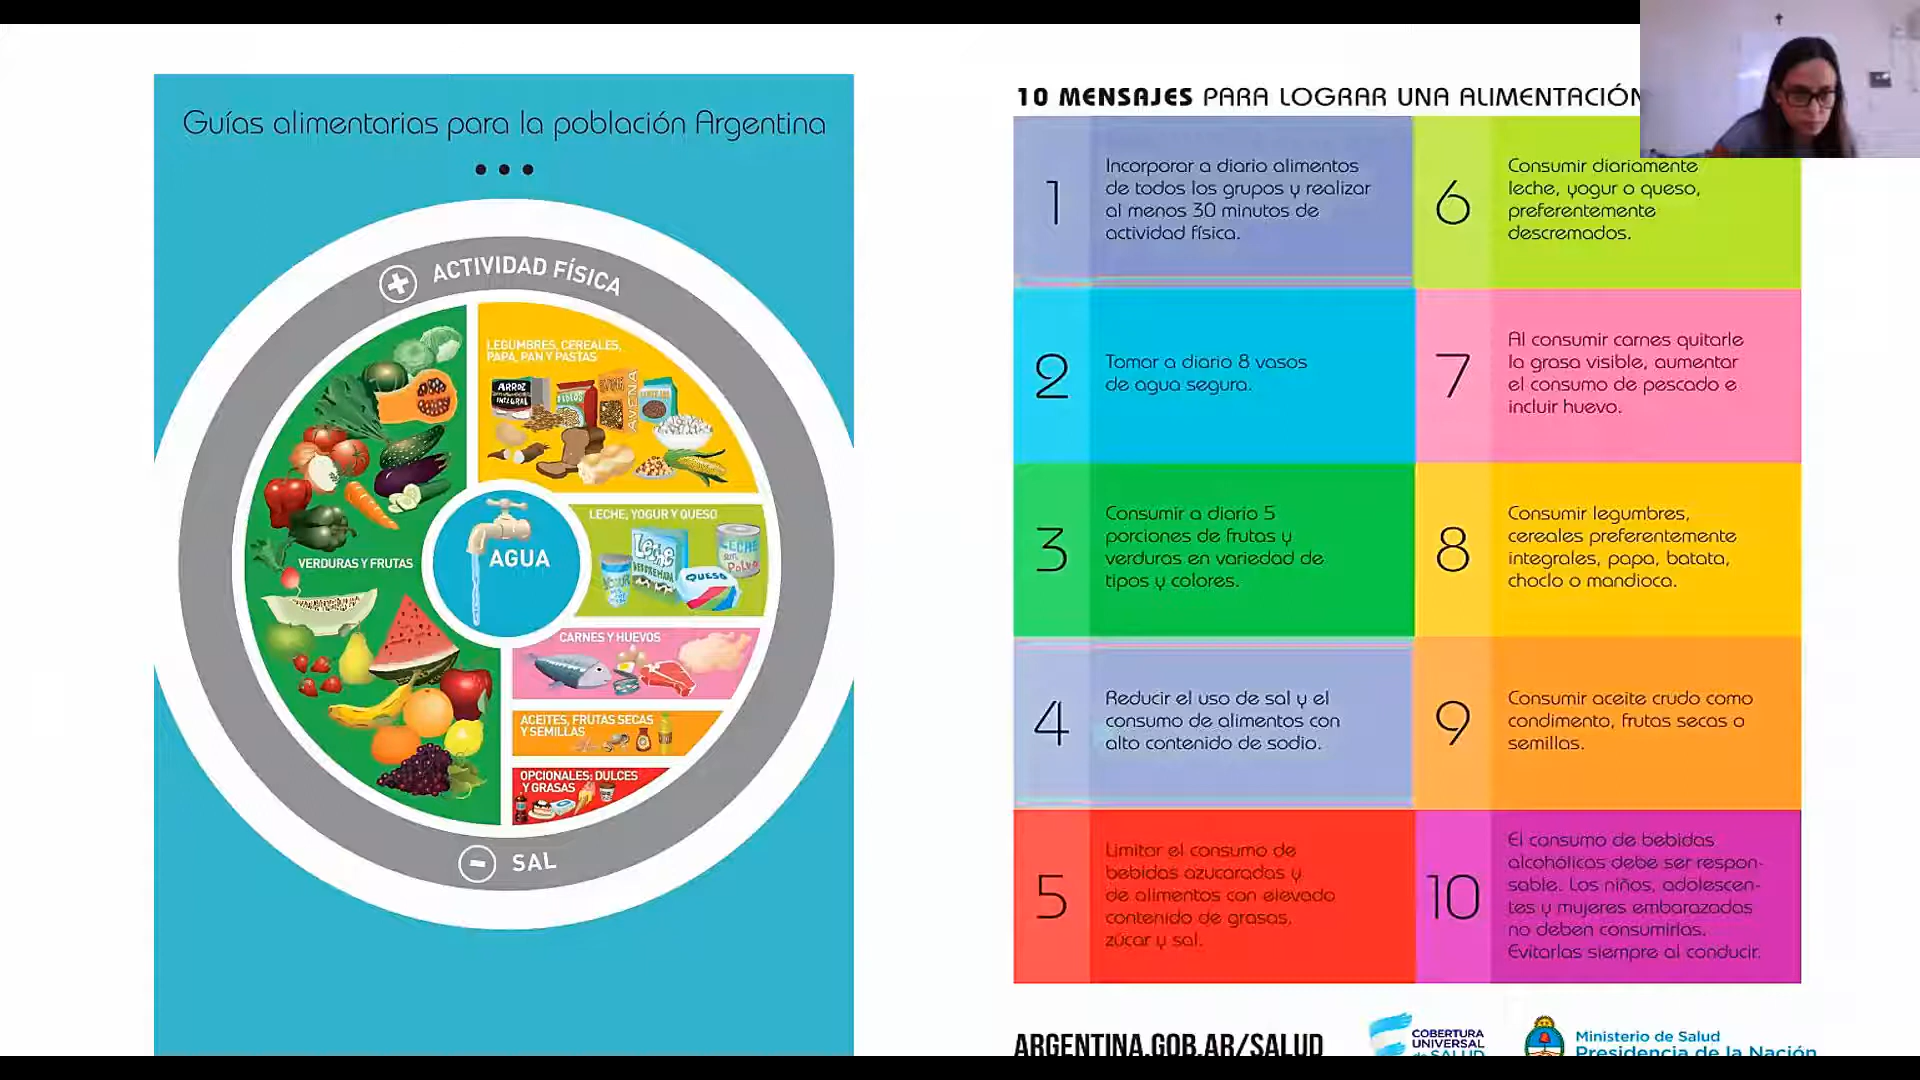 Guías alimentarias para la población Argentina
ACTIVIDAD FÍSICA
LEGUMBRES, CEREALES,
PAPA, PAN Y PASTAS
ARROZ
INTEGRAL
AVENA
VERDURAS Y FRUTAS
AGUA
LECHE, YOGUR Y QUESO
LECHE
DESCREMADA
LECHE
QUESO
CARNES Y HUEVOS
ACEITES, FRUTAS SECAS
Y SEMILLAS
OPCIONALES: DULCES
Y GRASAS
SAL
10 MENSAJES PARA LOGRAR UNA ALIMENTACIÓN
1
Incorporar a diario alimentos
de todos los grupos y realizar
al menos 30 minutos de
actividad física.
2
Tomar a diario 8 vasos
de agua segura.
3
Consumir a diario 5
porciones de frutas y
verduras en variedad de
tipos y colores.
4
Reducir el uso de sal y el
consumo de alimentos con
alto contenido de sodio.
5
Limitar el consumo de
bebidas azucaradas y
de alimentos con elevado
contenido de grasas,
zúcar y sal.
6
Consumir diariamente
leche, yogur o queso,
preferentemente
descremados.
7
Al consumir carnes quitarle
la grasa visible, aumentar
el consumo de pescado e
incluir huevo.
8
Consumir legumbres,
cereales preferentemente
integrales, papa, batata,
choclo o mandioca.
9
Consumir aceite crudo como
condimento, frutas secas o
semillas.
10
El consumo de bebidas
alcohólicas debe ser respon-
sable. Los niños, adolescen-
tes y mujeres embarazadas
no deben consumirlas.
Evitarlas siempre al conducir.
ARGENTINA.GOB.AR/SALUD
COBERTURA
UNIVERSAL
de SALUD
Ministerio de Salud
Presidencia de la Nación